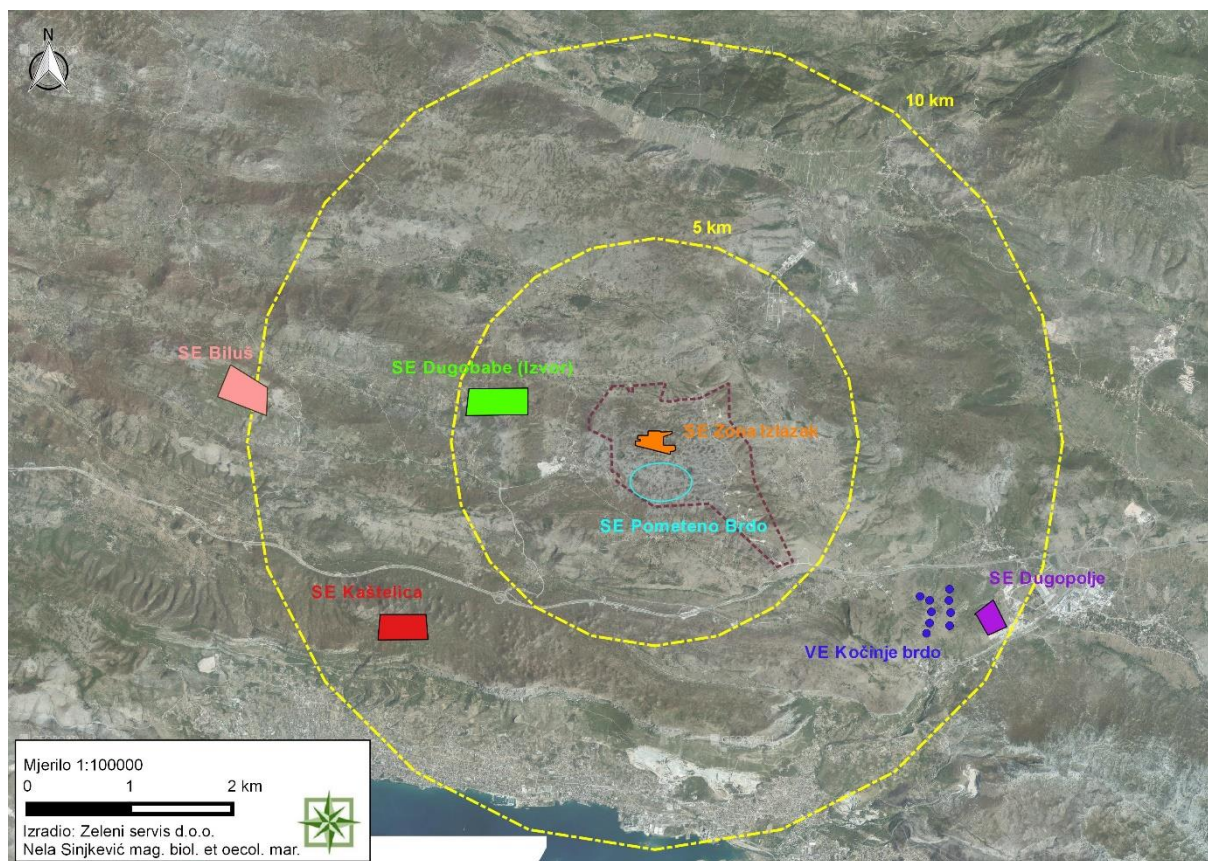 N
10 km
5 km
SE Biluš
SE Dugobabe (Izvor)
SE Zona Izlazak
SE Pometeno Brdo
SE Kaštelica
SE Dugopolje
VE Kočinje brdo
Mjerilo 1:100000
0 1 2 km
Izradio: Zeleni servis d.o.o.
Nela Sinjkević mag. biol. et oecol. mar.